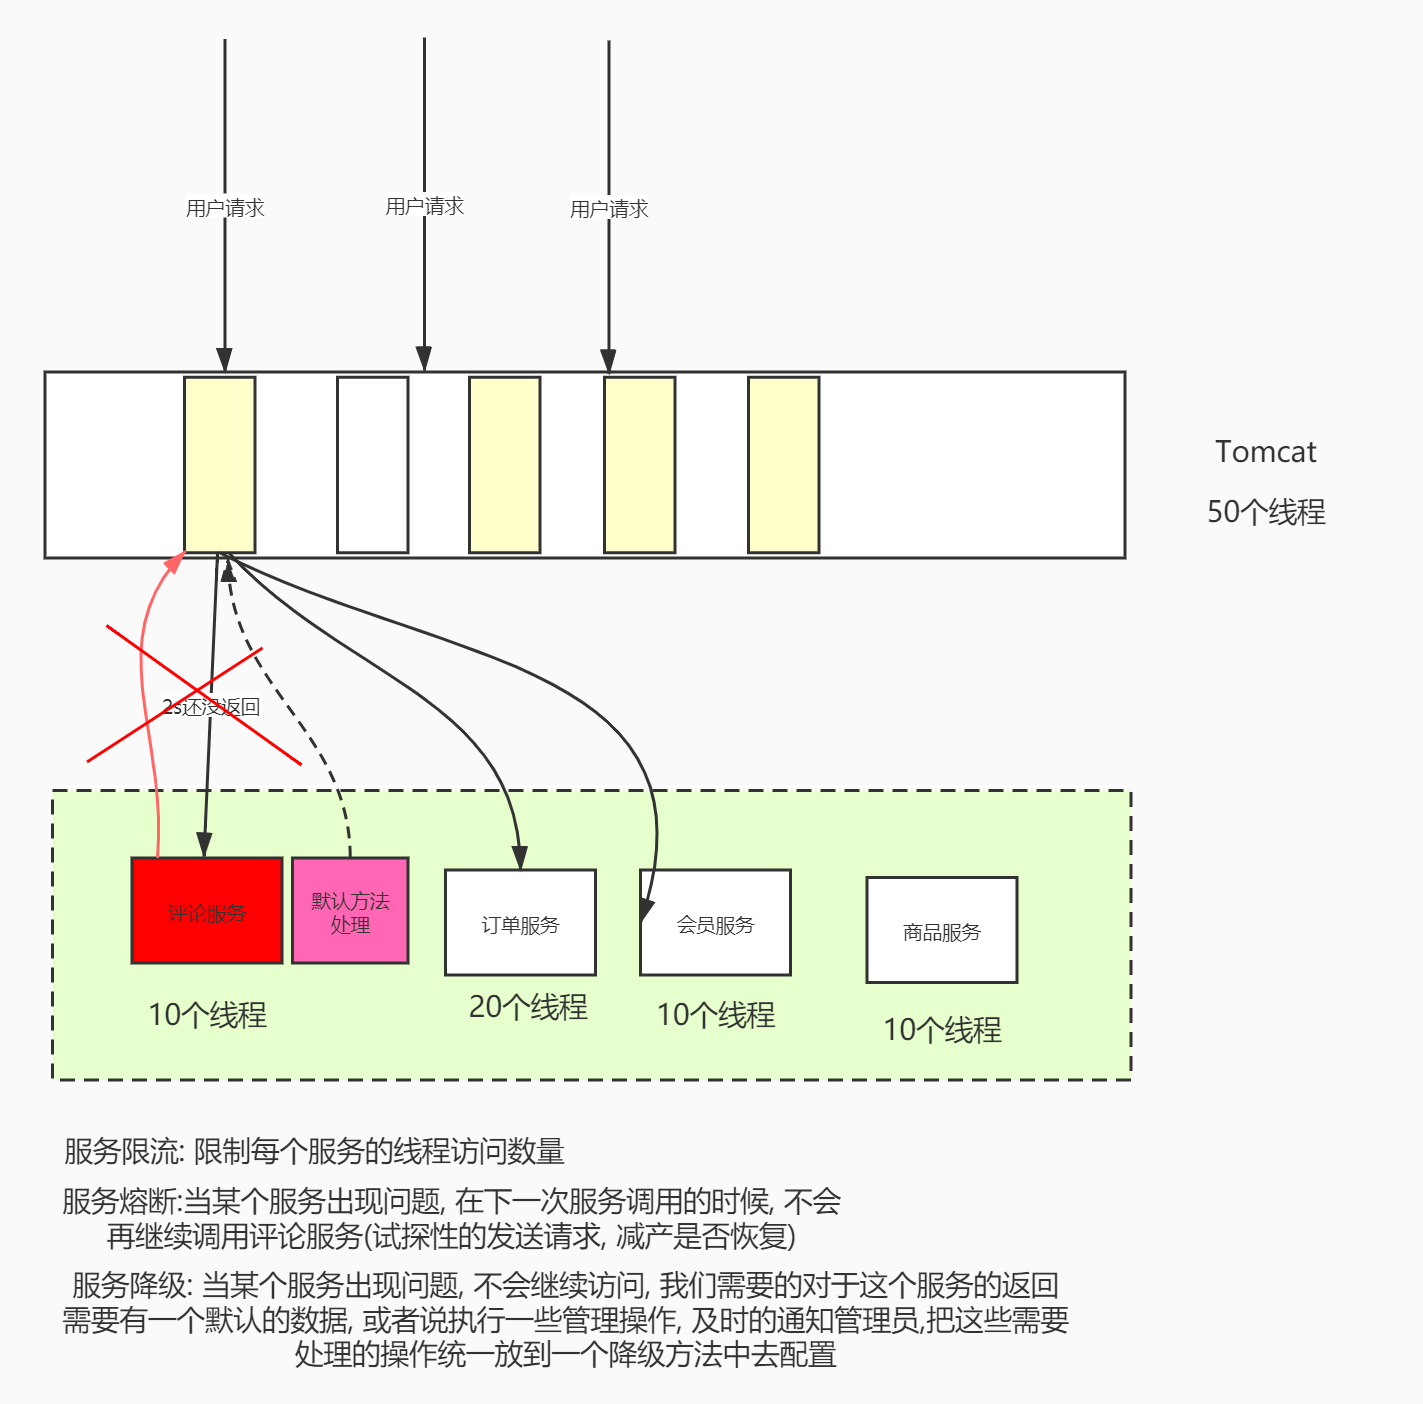 用户请求
用户请求
用户请求
Tomcat
50个线程
2s还没返回
评论服务
默认方法
处理
订单服务
会员服务
商品服务
10个线程
20个线程
10个线程
10个线程
服务限流: 限制每个服务的线程访问数量
服务熔断:当某个服务出现问题, 在下一次服务调用的时候, 不会
再继续调用评论服务(试探性的发送请求, 减产是否恢复)
服务降级: 当某个服务出现问题, 不会继续访问, 我们需要的对于这个服务的返回
需要有一个默认的数据, 或者说执行一些管理操作, 及时的通知管理员,把这些需要
处理的操作统一放到一个降级方法中去配置